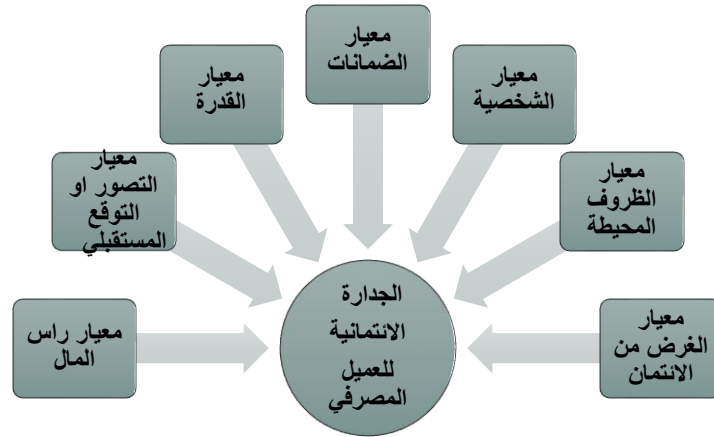 معيار
الضمانات
معيار
الشخصية
معيار
القدرة
معيار
الظروف
المحيطة
معيار
التصور او
التوقع
المستقبلي
معيار
الغرض من
الائتمان
معيار راس
المال
الجدارة
الائتمانية
للعميل
المصرفي